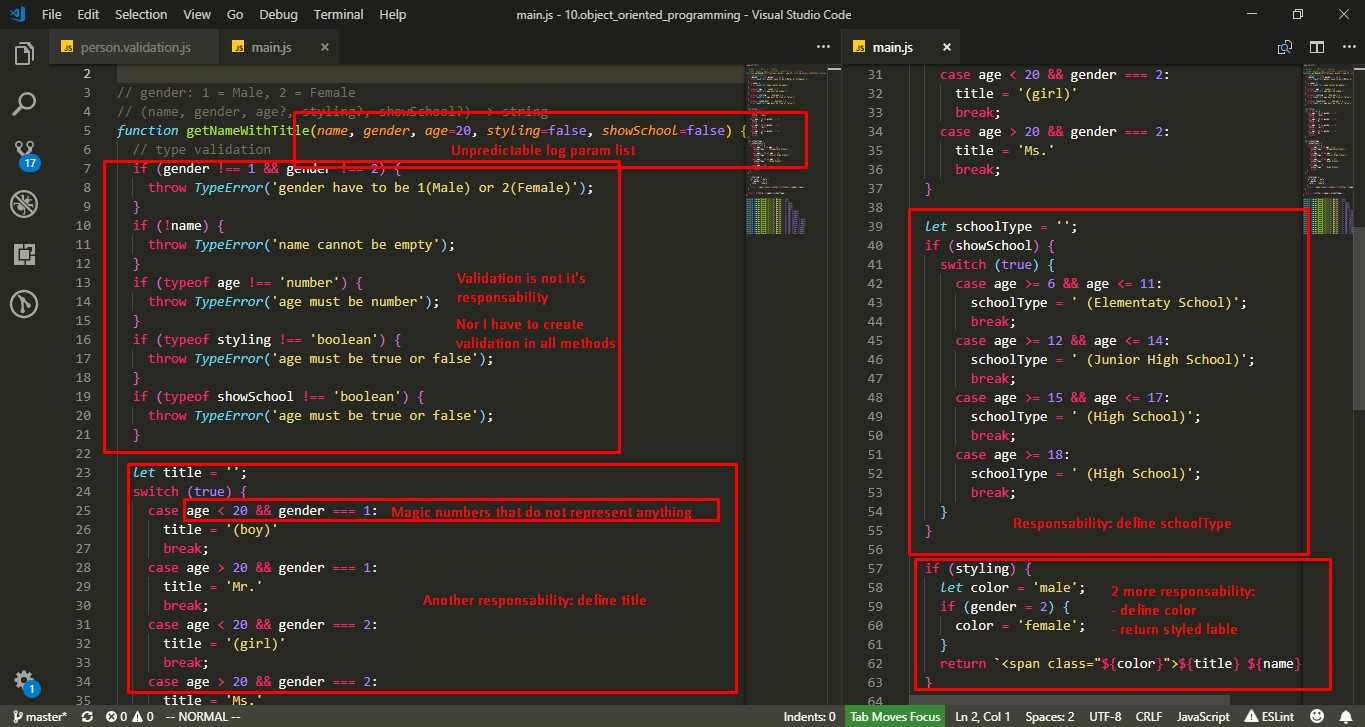 File Edit Selection View Go Debug Terminal Help
main.js - 10.object_oriented_programming - Visual Studio Code
JS person.validation.js
JS main.js
2
3 // gender: 1 = Male, 2 = Female
4 // (name, gender, age?, styling?, showSchool?) -> string
5 function getNameWithTitle(name, gender, age=20, styling=false, showSchool=false) {
6 // type validation
Unpredictable log param list
7 if (gender !== 1 && gender !== 2) {
8 throw TypeError('gender have to be 1(Male) or 2(Female)');
9 }
10 if (!name) {
11 throw TypeError('name cannot be empty');
12 }
13 if (typeof age !== 'number') {
14 throw TypeError('age must be number');
15 }
16 if (typeof styling !== 'boolean') {
17 throw TypeError('age must be true or false');
18 }
19 if (typeof showSchool !== 'boolean') {
20 throw TypeError('age must be true or false');
21 }
Validation is not it's
responsability
Nor I have to create
validation in all methods
22
23 let title = '';
24 switch (true) {
25 case age < 20 && gender === 1:
Magic numbers that do not represent anything
26 title = '(boy)'
27 break;
28 case age > 20 && gender === 1:
29 title = 'Mr.'
30 break;
Another responsability: define title
31 case age < 20 && gender === 2:
32 title = '(girl)'
33 break;
34 case age > 20 && gender === 2:
35 title = 'Ms.'
JS main.js
31 case age < 20 && gender === 2:
32 title = '(girl)'
33 break;
34 case age > 20 && gender === 2:
35 title = 'Ms.'
36 break;
37 }
38
39 let schoolType = '';
40 if (showSchool) {
41 switch (true) {
42 case age >= 6 && age <= 11:
43 schoolType = ' (Elementaty School)';
44 break;
45 case age >= 12 && age <= 14:
46 schoolType = ' (Junior High School)';
47 break;
48 case age >= 15 && age <= 17:
49 schoolType = ' (High School)';
50 break;
51 case age >= 18:
52 schoolType = ' (High School)';
53 break;
54 }
55 }
Responsability: define schoolType
56
57 if (styling) {
58 let color = 'male';
59 if (gender = 2) {
60 color = 'female';
61 }
62 return `<span class="${color}">${title} ${name}
63 }
64
2 more responsability:
- define color
- return styled lable
17
1
master* 0 0 -- NORMAL --
Indents: 0 Tab Moves Focus Ln 2, Col 1 Spaces: 2 UTF-8 CRLF JavaScript ESLint